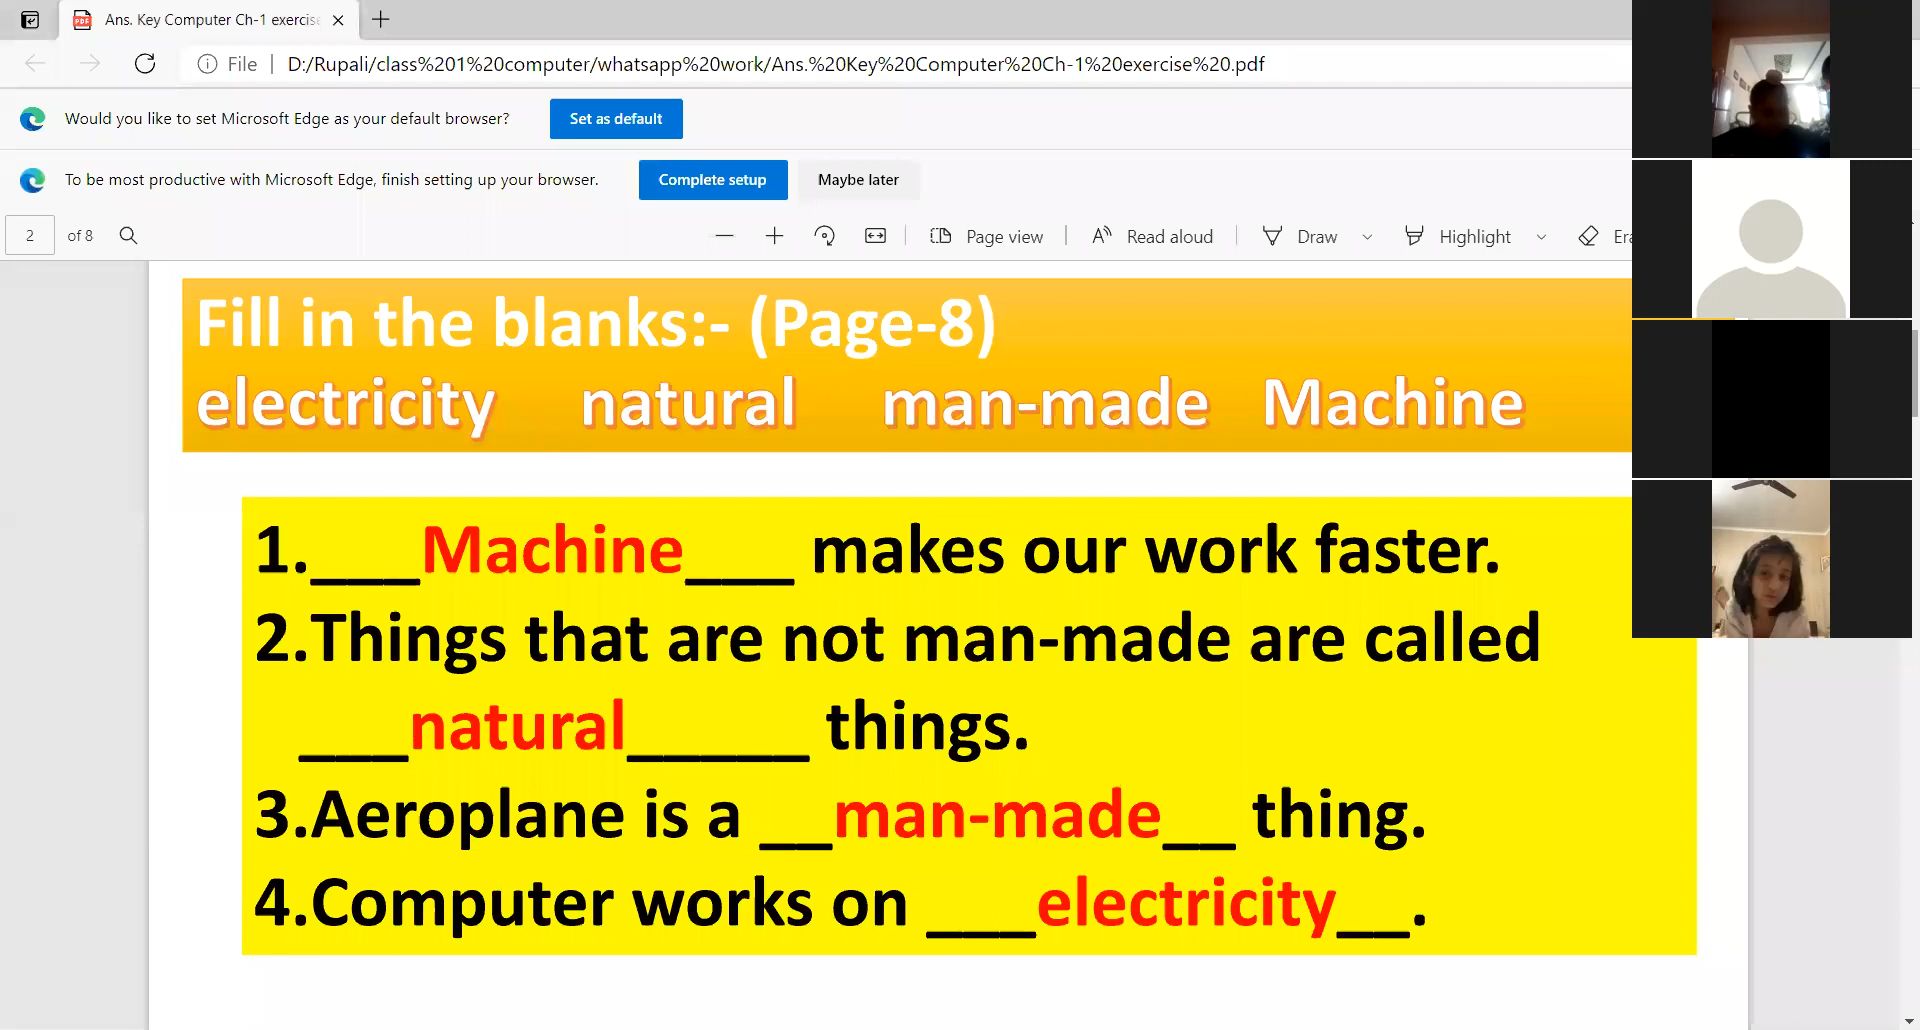 Ans. Key Computer Ch-1 exercise
File | D:/Rupali/class%201%20computer/whatsapp%20work/Ans.%20Key%20Computer%20Ch-1%20exercise%20.pdf
Would you like to set Microsoft Edge as your default browser? Set as default
To be most productive with Microsoft Edge, finish setting up your browser. Complete setup Maybe later
2 of 8 Page view Read aloud Draw Highlight
Fill in the blanks:- (Page-8)
electricity natural man-made Machine
1.___Machine___ makes our work faster.
2.Things that are not man-made are called
___natural_____ things.
3.Aeroplane is a __man-made__ thing.
4.Computer works on ___electricity__.